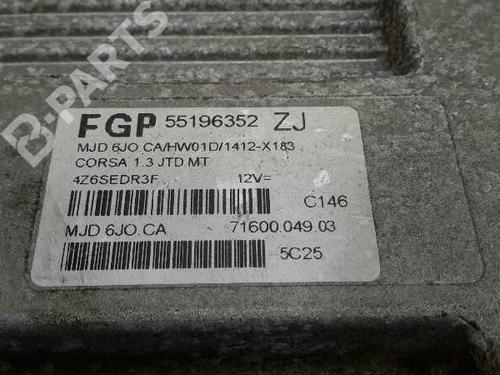 B-PARTS
FGP 55196352 ZJ
MJD 6JO.CA/HW01D/1412-X183
CORSA 1.3 JTD MT
4Z6SEDR3F 12V=
C146
MJD 6JO.CA 71600.049.03
5C25